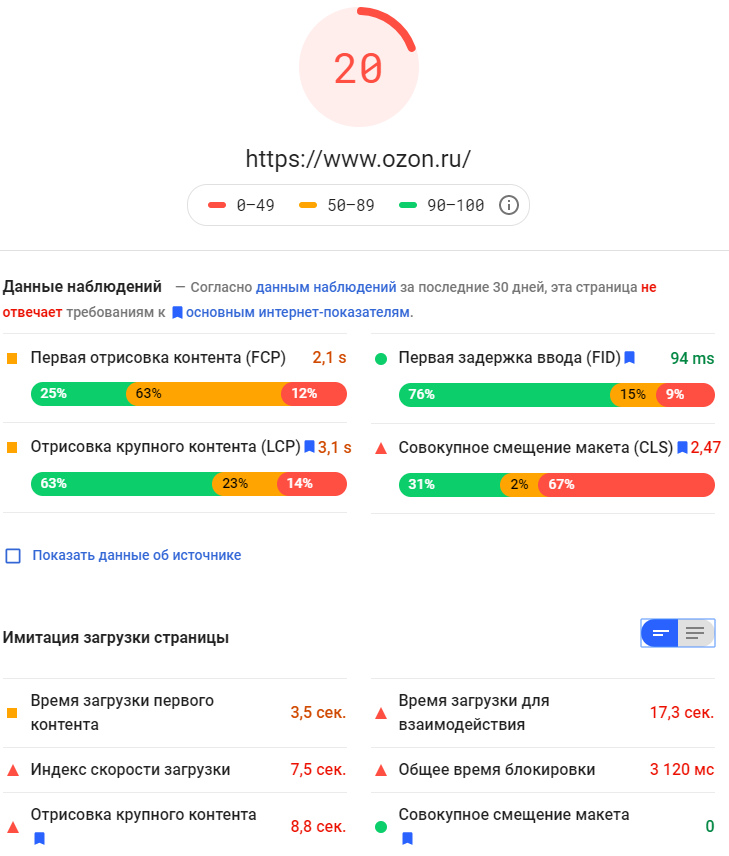 20
https://www.ozon.ru/
0–49 50–89 90–100
Данные наблюдений — Согласно данным наблюдений за последние 30 дней, эта страница не
отвечает требованиям к основным интернет-показателям.
Первая отрисовка контента (FCP) 2,1 s
25% 63% 12%
Первая задержка ввода (FID) 94 ms
76% 15% 9%
Отрисовка крупного контента (LCP) 3,1 s
63% 23% 14%
Совокупное смещение макета (CLS) 2,47
31% 2% 67%
Показать данные об источнике
Имитация загрузки страницы
Время загрузки первого
контента 3,5 сек.
Время загрузки для
взаимодействия 17,3 сек.
Индекс скорости загрузки 7,5 сек.
Общее время блокировки 3 120 мс
Отрисовка крупного контента 8,8 сек.
Совокупное смещение макета 0